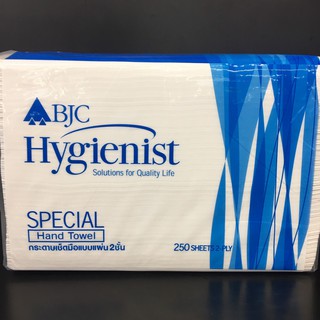 BJC
Hygienist
Solutions for Quality Life
SPECIAL
Hand Towel
กระดาษเช็ดมือแบบแผ่น 2ชั้น
250 SHEETS 2-PLY